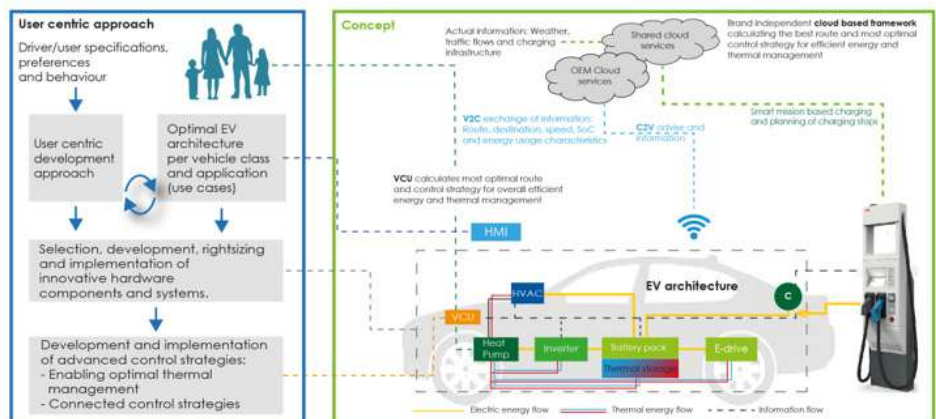 User centric approach
Driver/user specifications,
preferences
and behaviour
User centric
development
approach
Optimal EV
architecture
per vehicle class
and application
(use cases)
Selection, development, rightsizing
and implementation of
innovative hardware
components and systems.
Development and implementation
of advanced control strategies:
- Enabling optimal thermal
management
- Connected control strategies
Concept
Actual information: Weather,
traffic flows and charging
infrastructure
Shared cloud
services
OEM Cloud
services
Brand independent cloud based framework
calculating the best route and most optimal
control strategy for efficient energy and
thermal management
V2C exchange of information:
Route, destination, speed, SoC
and energy usage characteristics
C2V advise and
information
Smart mission based charging
and planning of charging stops
VCU calculates most optimal route
and control strategy for overall efficient
energy and thermal management
HMI
EV architecture
HVAC
C
VCU
Heat
Pump
Inverter
Battery pack
Thermal storage
E-drive
Electric energy flow
Thermal energy flow
Information flow